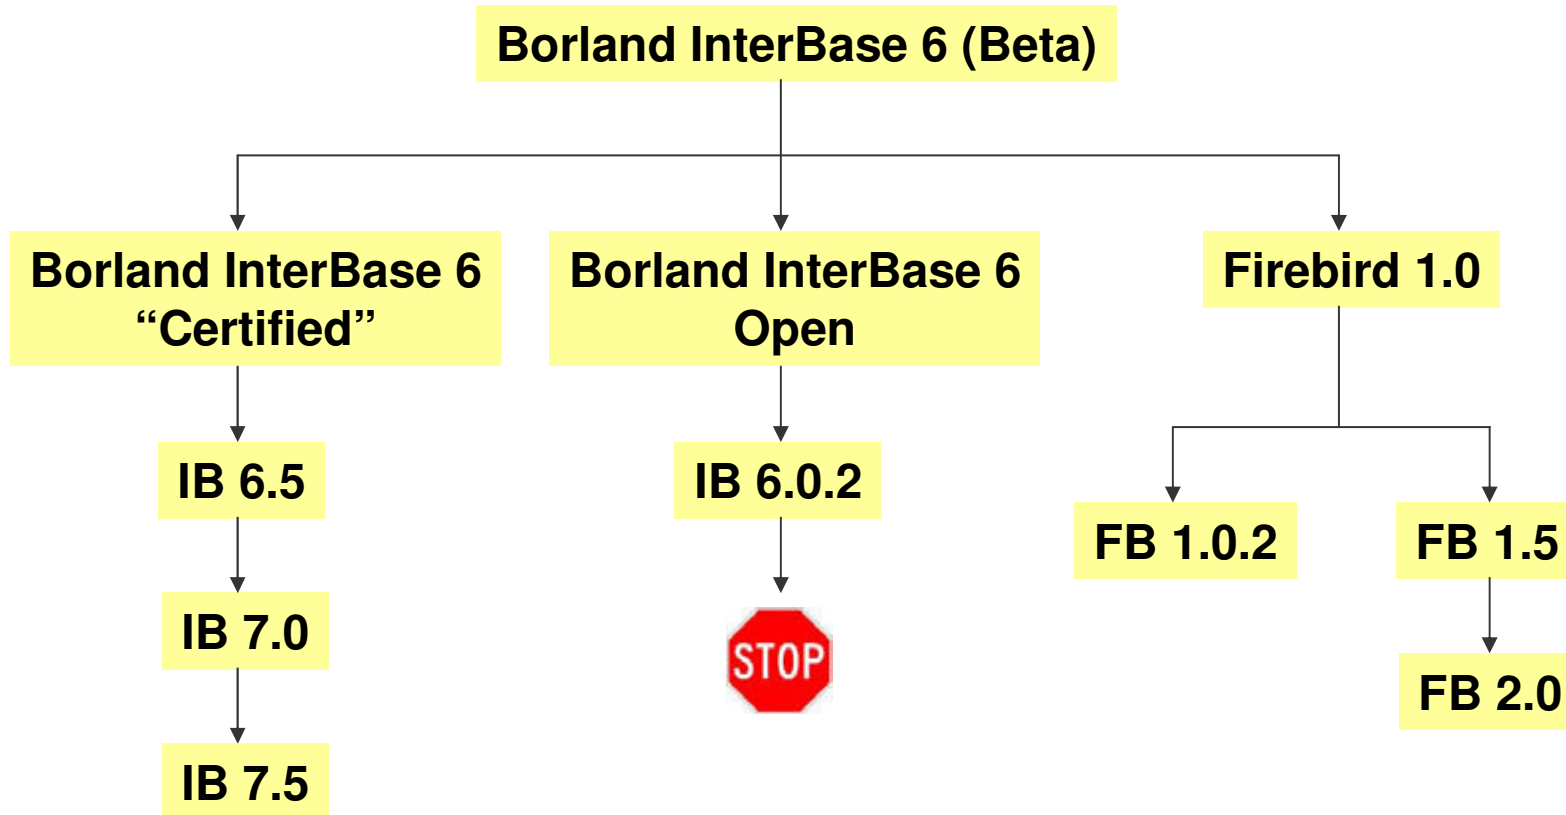 Borland InterBase 6 (Beta)
Borland InterBase 6
“Certified”
Borland InterBase 6
Open
Firebird 1.0
IB 6.5
IB 6.0.2
FB 1.0.2
FB 1.5
IB 7.0
STOP
FB 2.0
IB 7.5